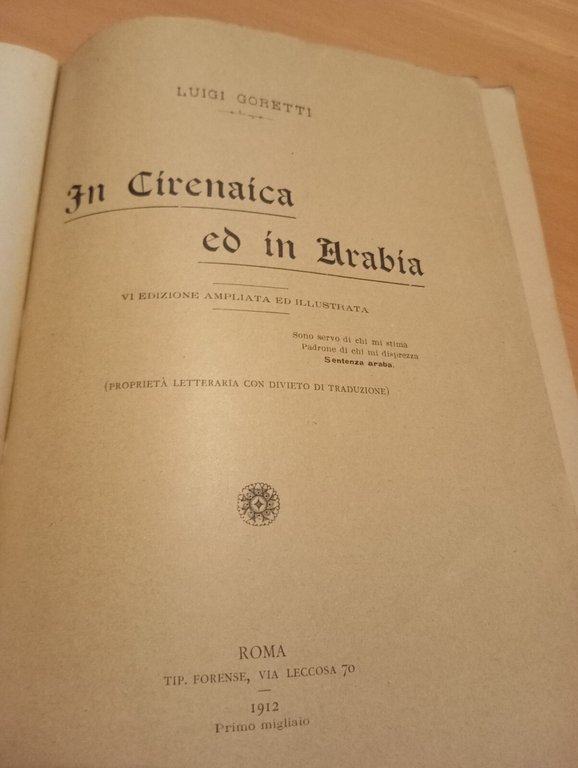 LUIGI GORETTI
In Cirenaica
ed in Arabia
VI EDIZIONE AMPLIATA ED ILLUSTRATA
Sono servo di chi mi stima
Padrone di chi mi disprezza
Sentenza araba.
(PROPRIETÀ LETTERARIA CON DIVIETO DI TRADUZIONE)
ROMA
TIP. FORENSE, VIA LECCOSA 70
1912
Primo migliaio